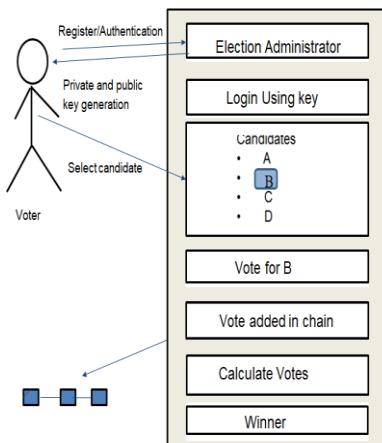 Register/Authentication
Election Administrator
Private and public
key generation
Login Using key
Candidates
• A
• B
• C
• D
Select candidate
Voter
Vote for B
Vote added in chain
Calculate Votes
Winner